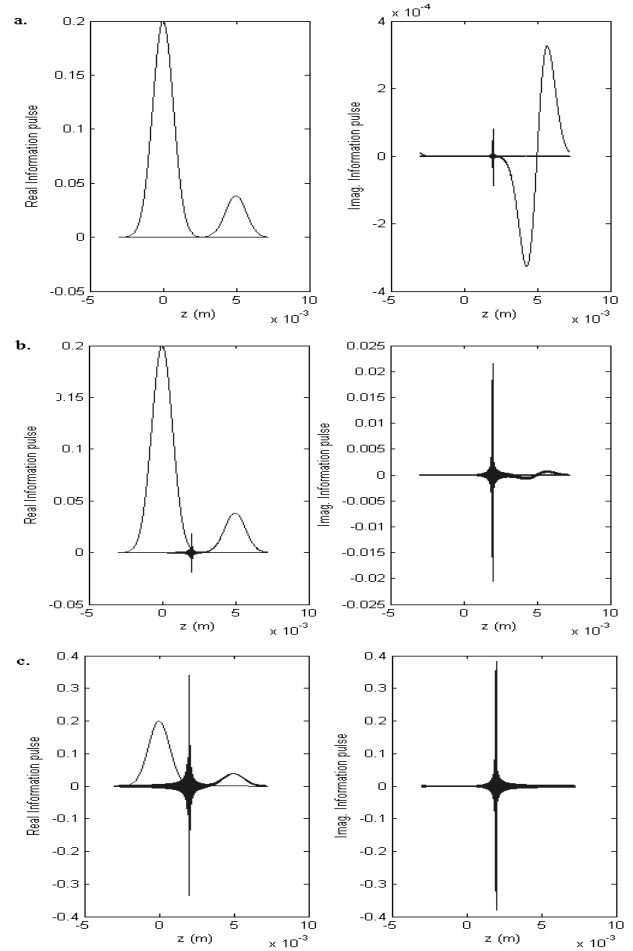 a.
0.2
0.15
0.1
0.05
0
-0.05
-5 0 5 10
z (m) x 10⁻³
Real Information pulse
x 10⁻⁴
4
2
0
-2
-4
-5 0 5 10
z (m) x 10⁻³
Imag. Information pulse
b.
0.2
0.15
0.1
0.05
0
-0.05
-5 0 5 10
z (m) x 10⁻³
Real Information pulse
0.025
0.02
0.015
0.01
0.005
0
-0.005
-0.01
-0.015
-0.02
-0.025
-5 0 5 10
z (m) x 10⁻³
Imag. Information pulse
c.
0.4
0.3
0.2
0.1
0
-0.1
-0.2
-0.3
-0.4
-5 0 5 10
z (m) x 10⁻³
Real Information pulse
0.4
0.3
0.2
0.1
0
-0.1
-0.2
-0.3
-0.4
-5 0 5 10
z (m) x 10⁻³
Imag. Information pulse